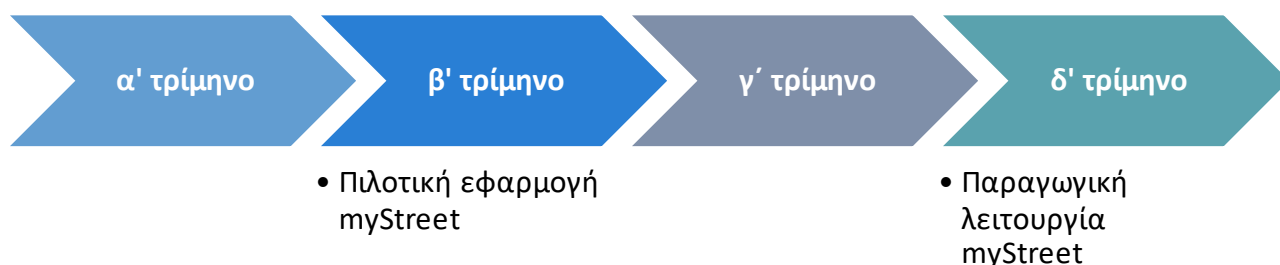 α' τρίμηνο
β' τρίμηνο
γ΄ τρίμηνο
δ' τρίμηνο
• Πιλοτική εφαρμογή
myStreet
• Παραγωγική
λειτουργία
myStreet